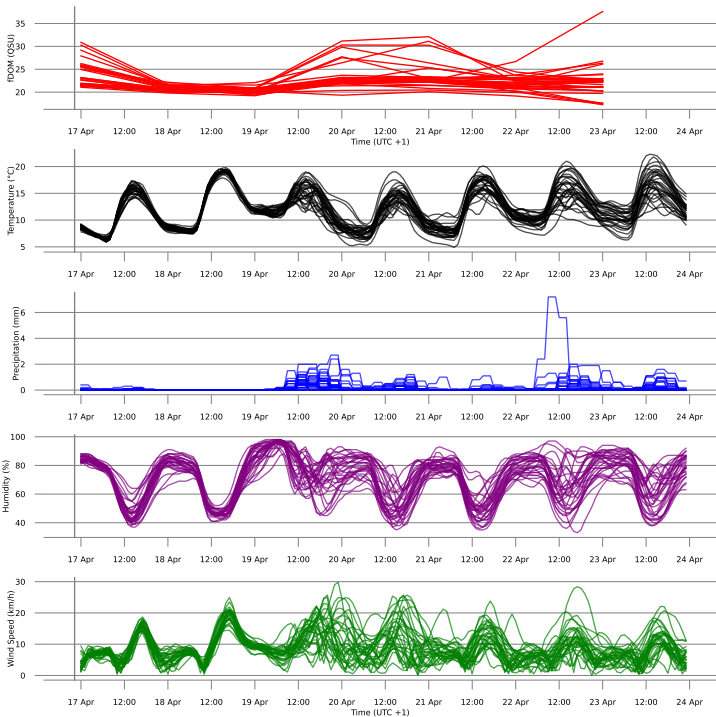 fDOM (QSU)
35
30
25
20
17 Apr 12:00 18 Apr 12:00 19 Apr 12:00 20 Apr 12:00 21 Apr 12:00 22 Apr 12:00 23 Apr 12:00 24 Apr
Time (UTC +1)
Temperature (°C)
20
15
10
5
17 Apr 12:00 18 Apr 12:00 19 Apr 12:00 20 Apr 12:00 21 Apr 12:00 22 Apr 12:00 23 Apr 12:00 24 Apr
Precipitation (mm)
6
4
2
0
17 Apr 12:00 18 Apr 12:00 19 Apr 12:00 20 Apr 12:00 21 Apr 12:00 22 Apr 12:00 23 Apr 12:00 24 Apr
Humidity (%)
100
80
60
40
17 Apr 12:00 18 Apr 12:00 19 Apr 12:00 20 Apr 12:00 21 Apr 12:00 22 Apr 12:00 23 Apr 12:00 24 Apr
Wind Speed (km/h)
30
20
10
0
17 Apr 12:00 18 Apr 12:00 19 Apr 12:00 20 Apr 12:00 21 Apr 12:00 22 Apr 12:00 23 Apr 12:00 24 Apr
Time (UTC +1)